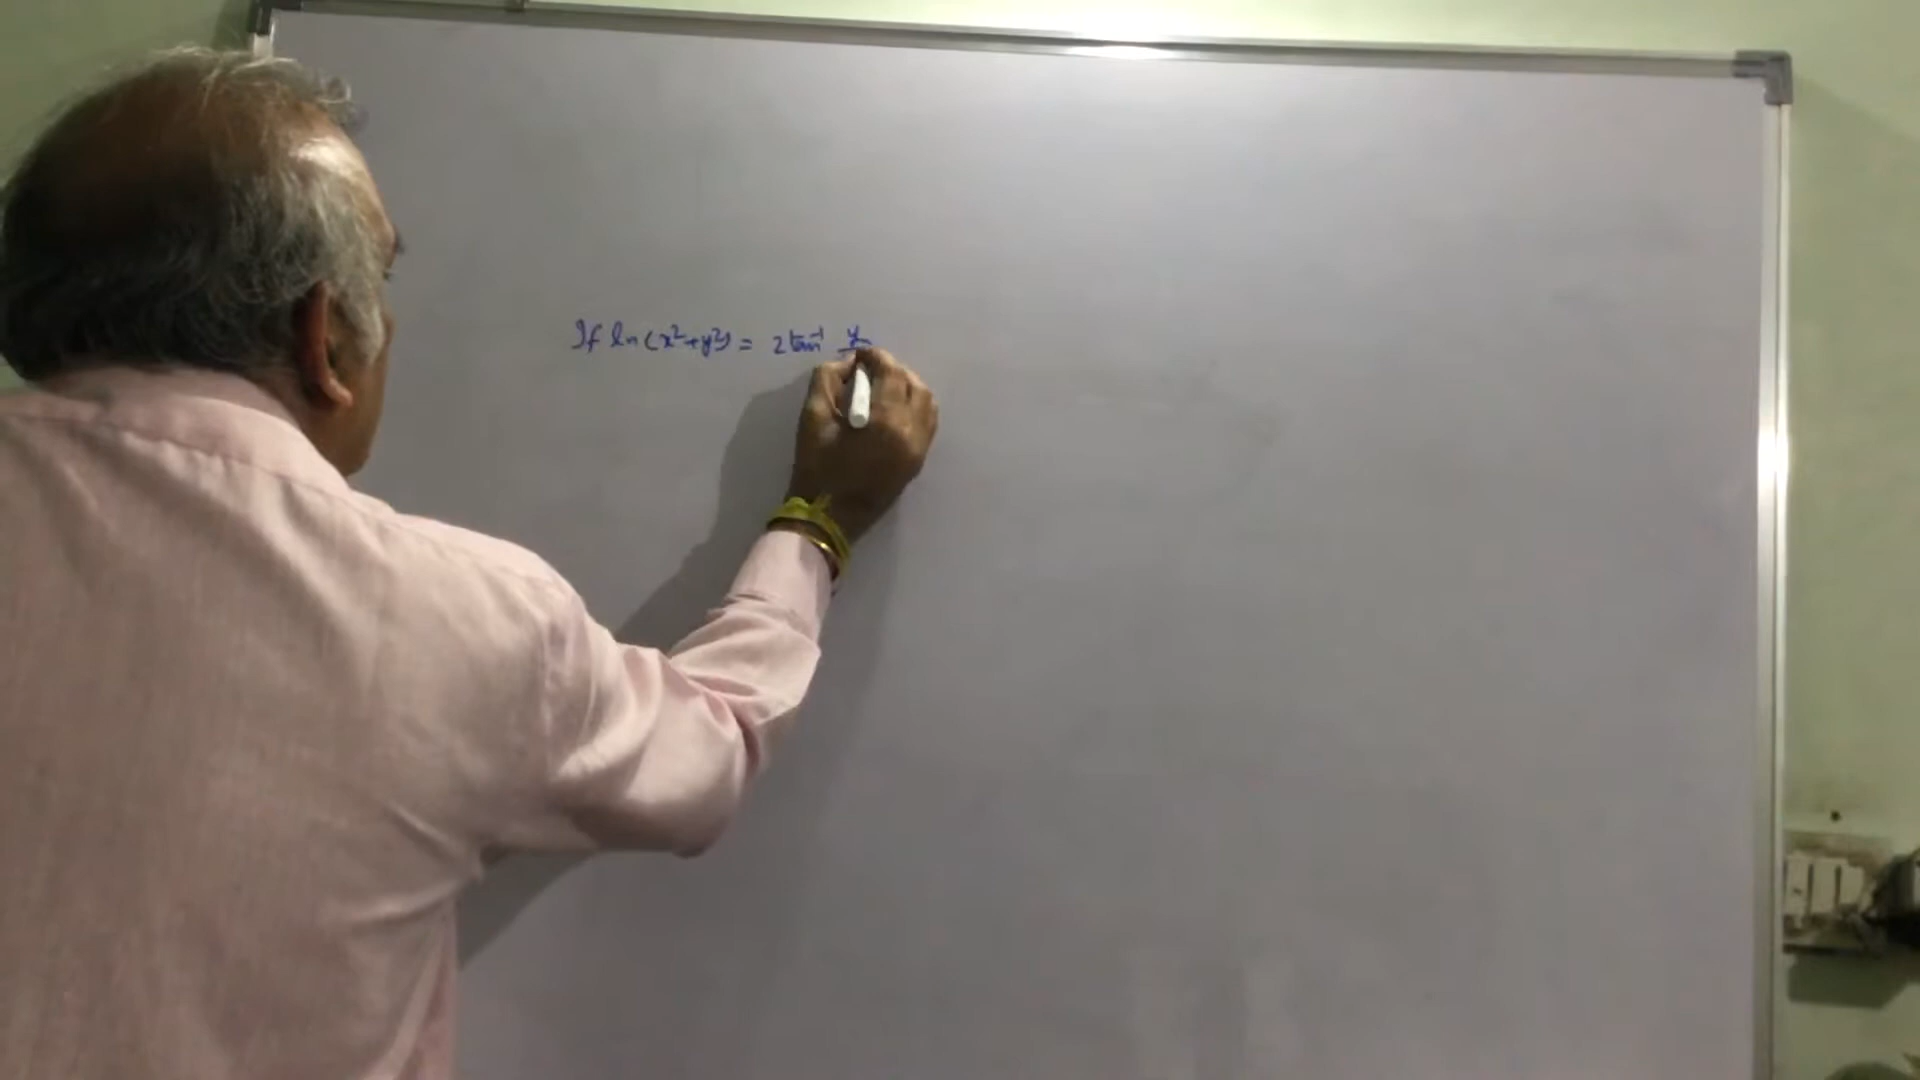 If ln(x²+y²) = 2tan⁻¹ y